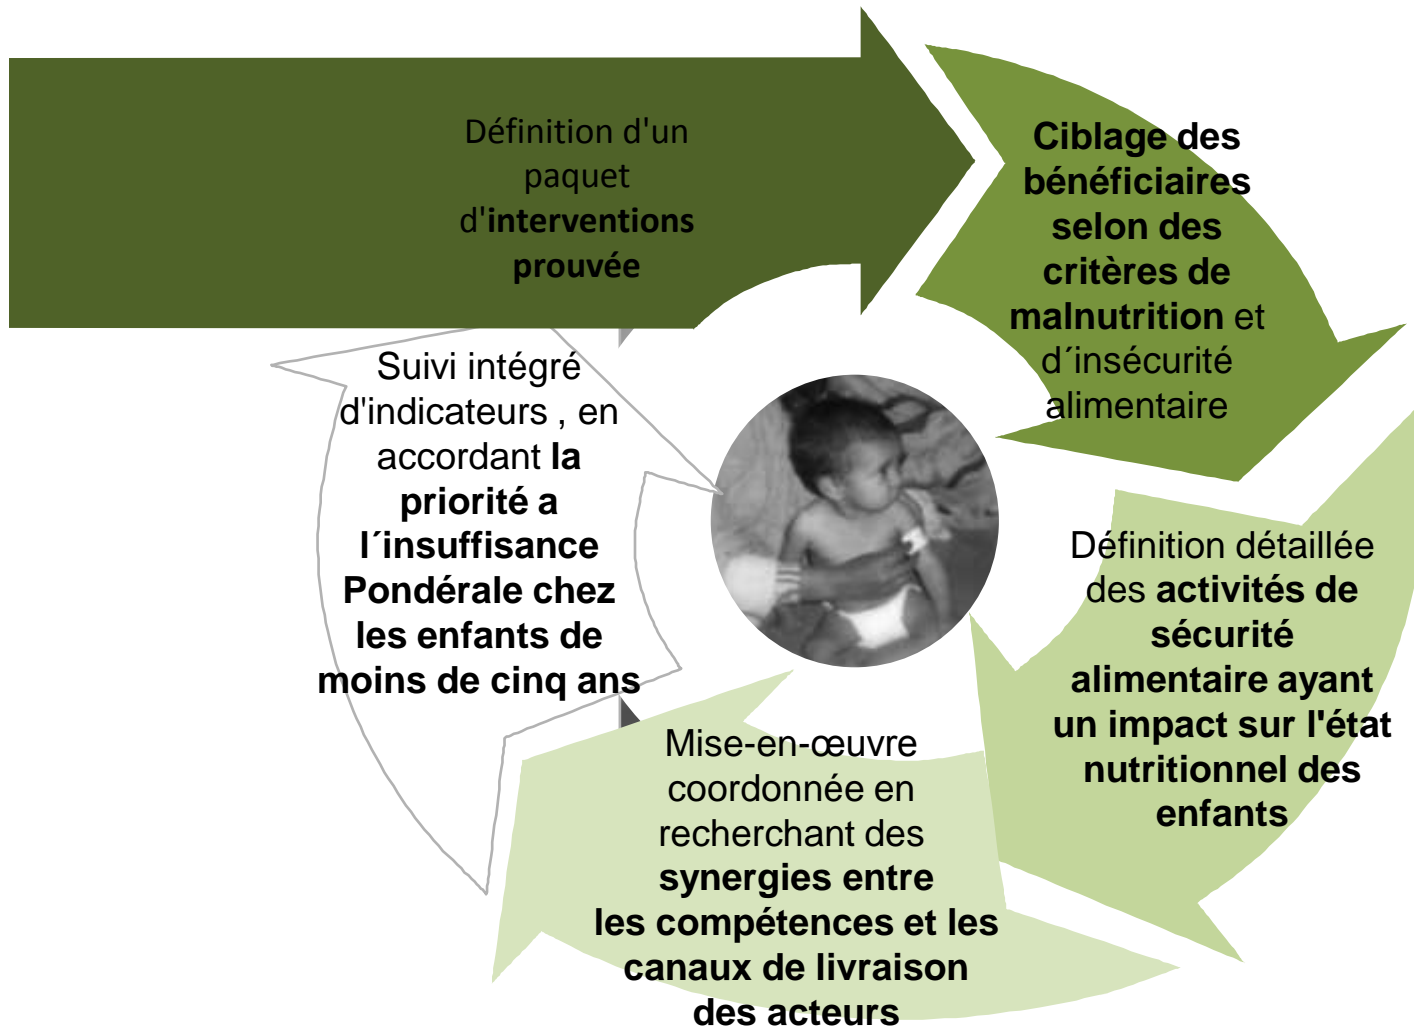 Définition d'un
paquet
d'interventions
prouvée
Ciblage des
bénéficiaires
selon des
critères de
malnutrition et
d´insécurité
alimentaire
Définition détaillée
des activités de
sécurité
alimentaire ayant
un impact sur l'état
nutritionnel des
enfants
Mise-en-œuvre
coordonnée en
recherchant des
synergies entre
les compétences et les
canaux de livraison
des acteurs
Suivi intégré
d'indicateurs , en
accordant la
priorité a
l´insuffisance
Pondérale chez
les enfants de
moins de cinq ans